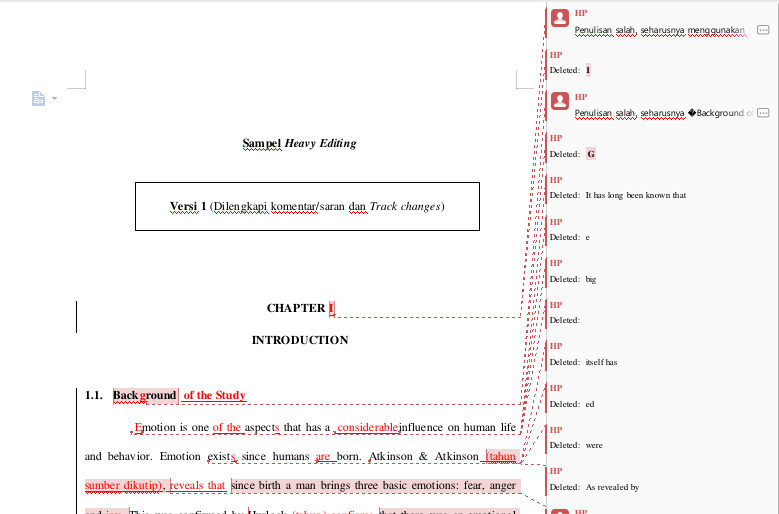 Sampel Heavy Editing
Versi 1 (Dilengkapi komentar/saran dan Track changes)
CHAPTER I
INTRODUCTION
1.1. Background of the Study
Emotion is one of the aspects that has a considerable influence on human life
and behavior. Emotion exists since humans are born. Atkinson & Atkinson (tahun
sumber dikutip), reveals that since birth a man brings three basic emotions: fear, anger
HP
Penulisan salah, seharusnya menggunakan
HP
Deleted: 1
HP
Penulisan salah, seharusnya �Background of
HP
Deleted: G
HP
Deleted: It has long been known that
HP
Deleted: e
HP
Deleted: big
HP
Deleted:
HP
Deleted: itself has
HP
Deleted: ed
HP
Deleted: were
HP
Deleted: As revealed by
HP